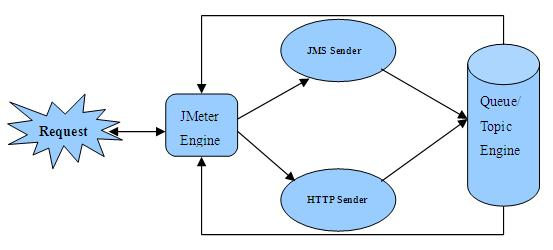 Request
JMeter
Engine
JMS Sender
HTTP Sender
Queue/
Topic
Engine